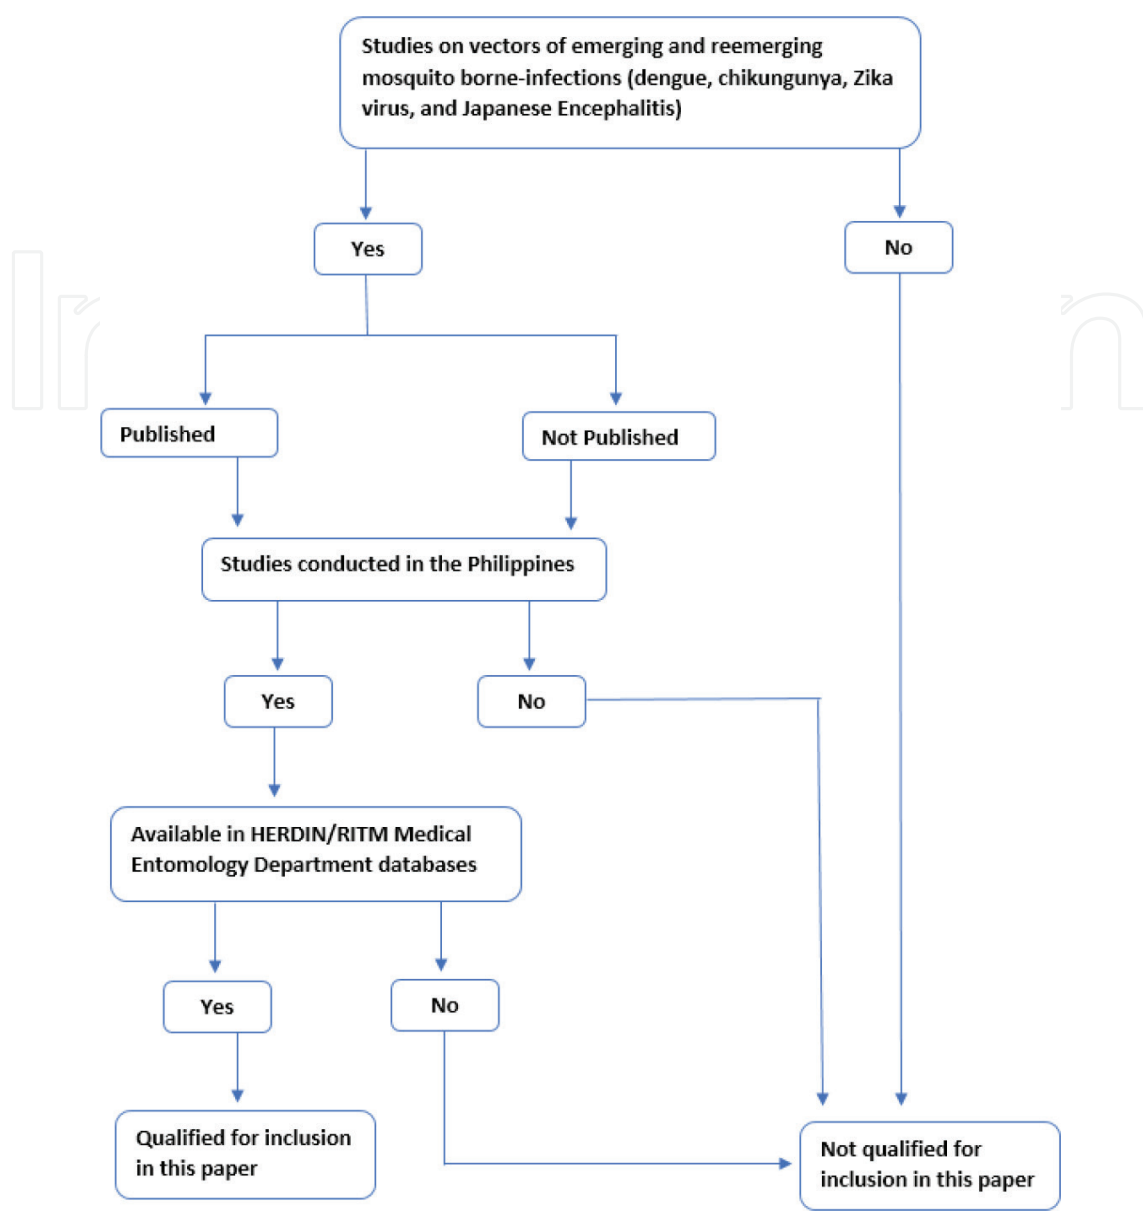 Studies on vectors of emerging and reemerging
mosquito borne-infections (dengue, chikungunya, Zika
virus, and Japanese Encephalitis)
Yes
No
Published
Not Published
Studies conducted in the Philippines
Yes
No
Available in HERDIN/RITM Medical
Entomology Department databases
Yes
No
Qualified for inclusion
in this paper
Not qualified for
inclusion in this paper